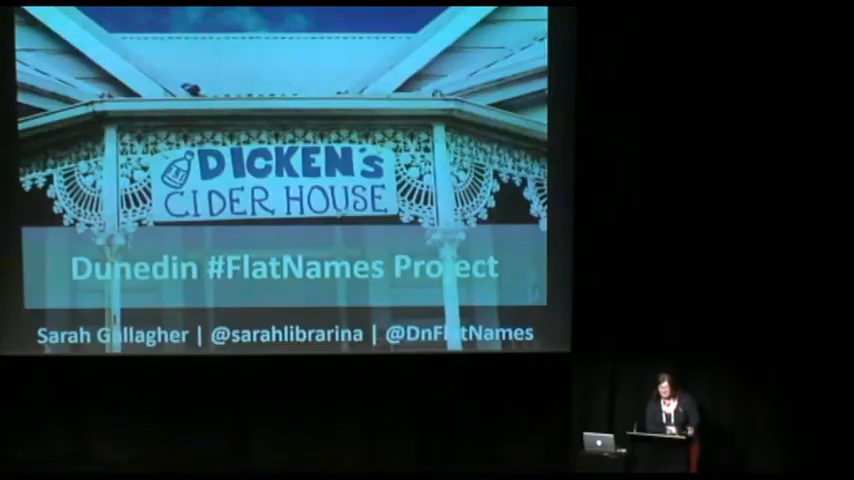 DICKEN's
CIDER HOUSE
Dunedin #FlatNames Project
Sarah Gallagher | @sarahlibrarina | @DnFlatNames